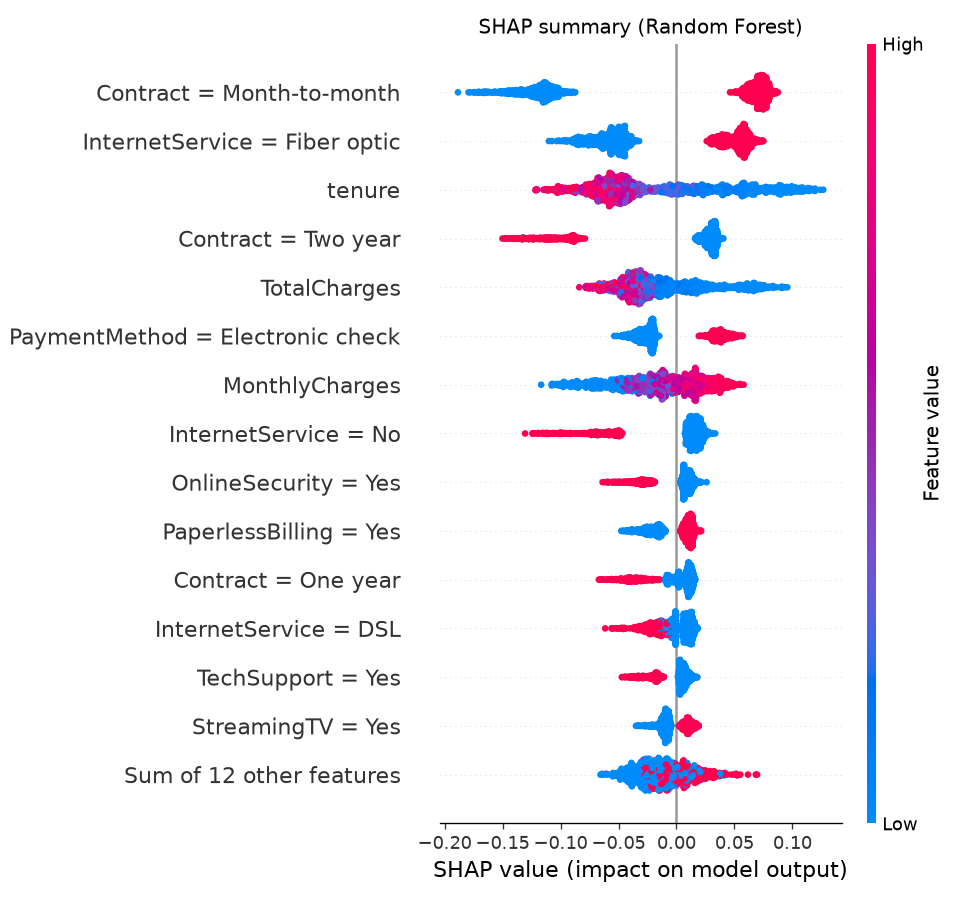 SHAP summary (Random Forest)
High
Contract = Month-to-month
InternetService = Fiber optic
tenure
Contract = Two year
TotalCharges
PaymentMethod = Electronic check
MonthlyCharges
InternetService = No
OnlineSecurity = Yes
PaperlessBilling = Yes
Contract = One year
InternetService = DSL
TechSupport = Yes
StreamingTV = Yes
Sum of 12 other features
Feature value
Low
−0.20 −0.15 −0.10 −0.05 0.00 0.05 0.10
SHAP value (impact on model output)